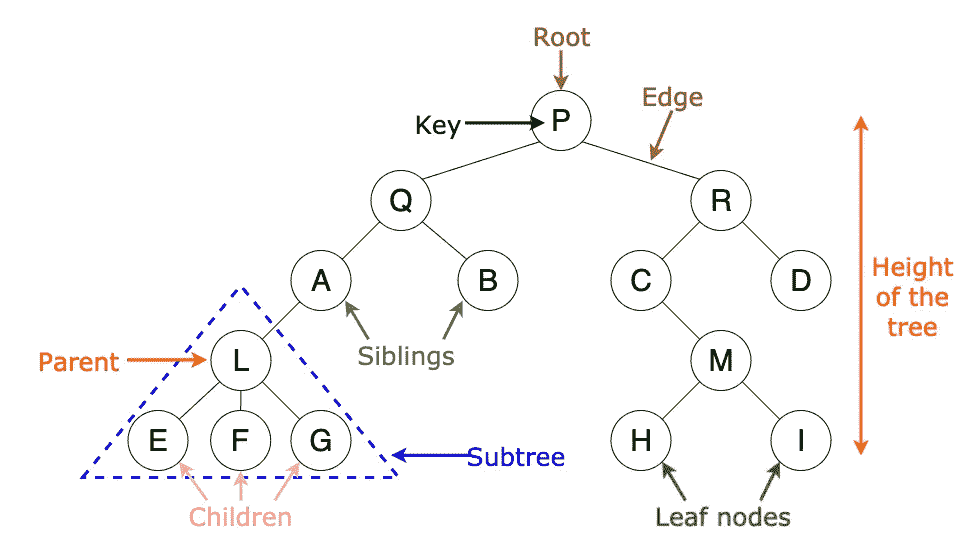 Root
Edge
Key
P
Q
R
A
B
C
D
Height
of the
tree
Siblings
Parent
L
M
E
F
G
H
I
Subtree
Children
Leaf nodes